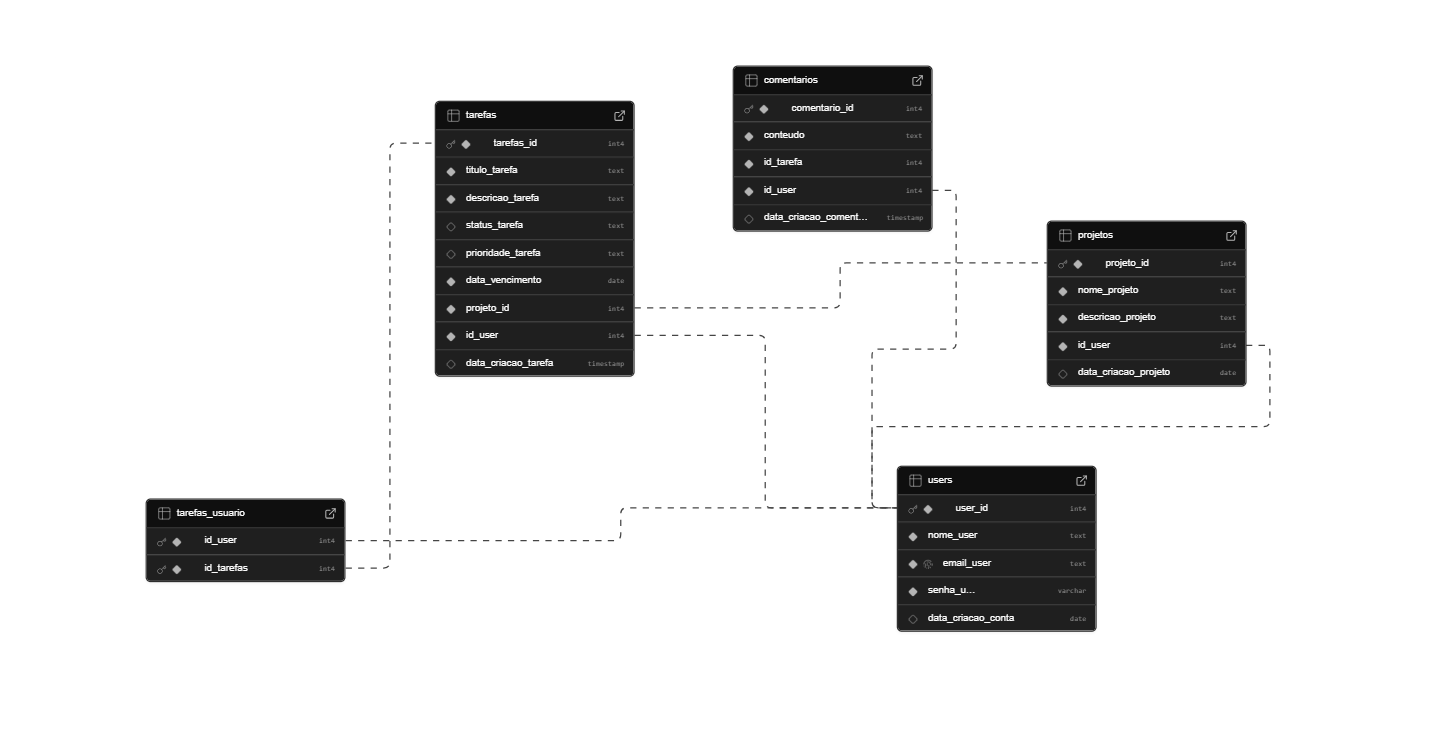 comentarios
comentario_id int4
conteudo text
id_tarefa int4
id_user int4
data_criacao_coment... timestamp
tarefas
tarefas_id int4
titulo_tarefa text
descricao_tarefa text
status_tarefa text
prioridade_tarefa text
data_vencimento date
projeto_id int4
id_user int4
data_criacao_tarefa timestamp
projetos
projeto_id int4
nome_projeto text
descricao_projeto text
id_user int4
data_criacao_projeto date
users
user_id int4
nome_user text
email_user text
senha_u... varchar
data_criacao_conta date
tarefas_usuario
id_user int4
id_tarefas int4